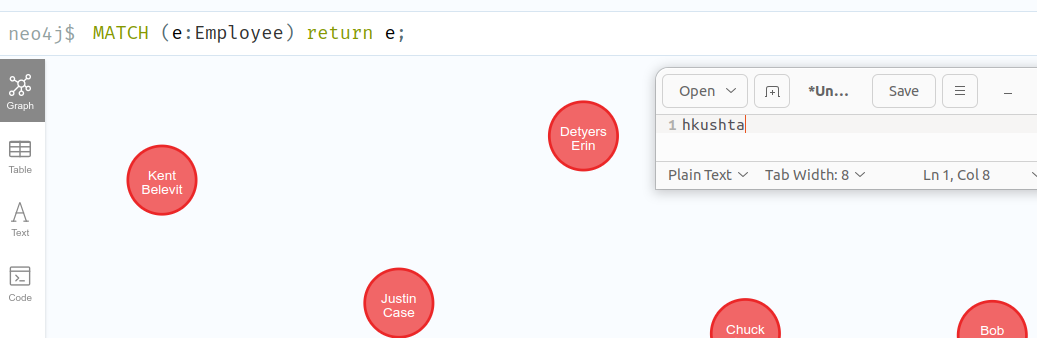 neo4j$ MATCH (e:Employee) return e;
Graph
Table
Text
Code
Kent
Belevit
Detyers
Erin
Justin
Case
Chuck
Bob
Open
*Un...
Save
1 hkushta
Plain Text
Tab Width: 8
Ln 1, Col 8